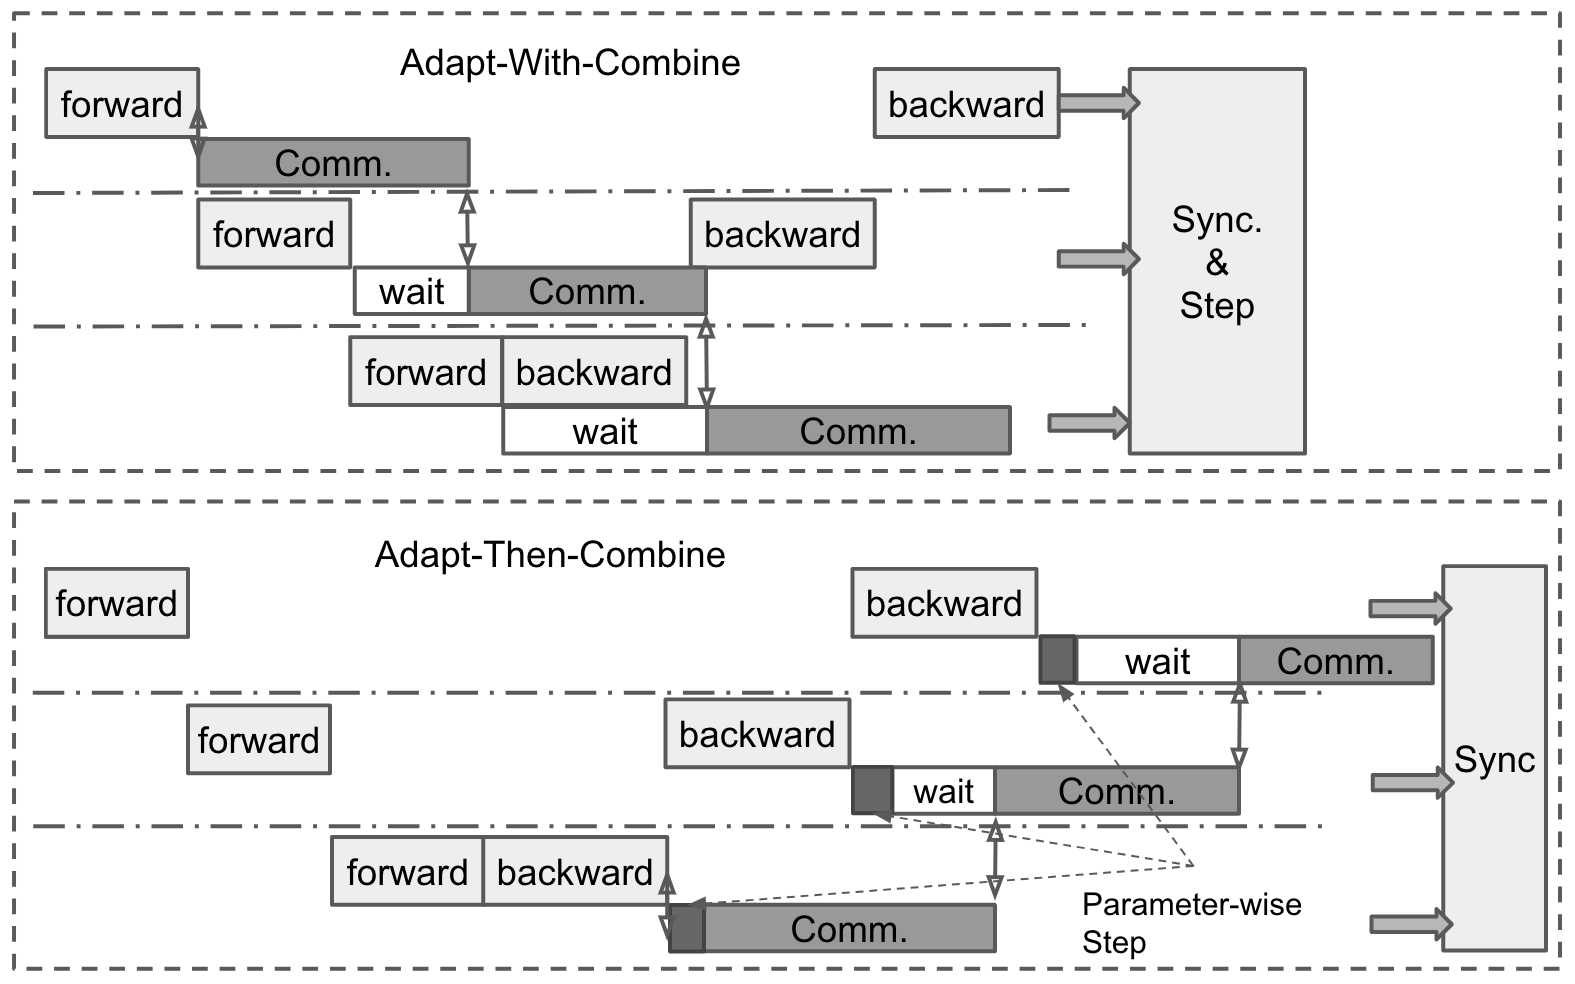 Adapt-With-Combine
forward
backward
Comm.
forward
backward
wait
Comm.
forward
backward
wait
Comm.
Sync.
&
Step
Adapt-Then-Combine
forward
backward
wait
Comm.
forward
backward
wait
Comm.
forward
backward
Comm.
Parameter-wise
Step
Sync